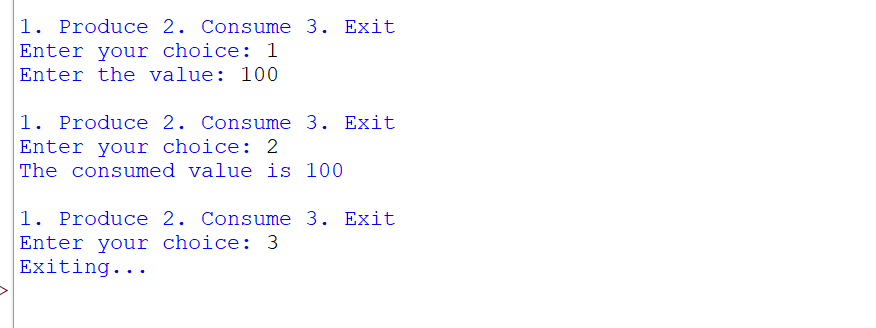 1. Produce 2. Consume 3. Exit
Enter your choice: 1
Enter the value: 100
1. Produce 2. Consume 3. Exit
Enter your choice: 2
The consumed value is 100
1. Produce 2. Consume 3. Exit
Enter your choice: 3
Exiting...
>